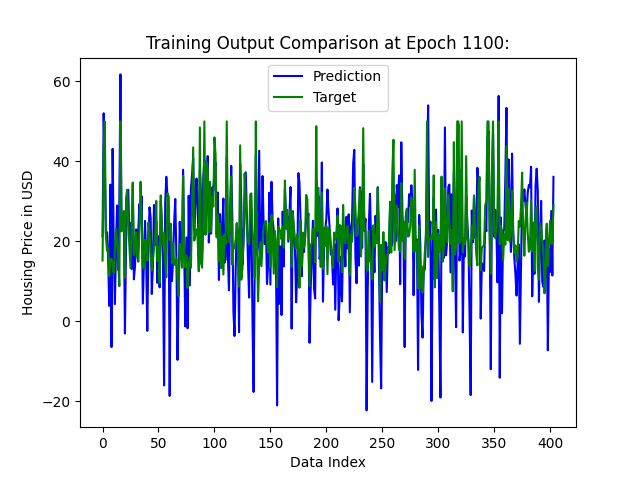 Training Output Comparison at Epoch 1100:
Prediction
Target
Housing Price in USD
60
40
20
0
−20
0 50 100 150 200 250 300 350 400
Data Index